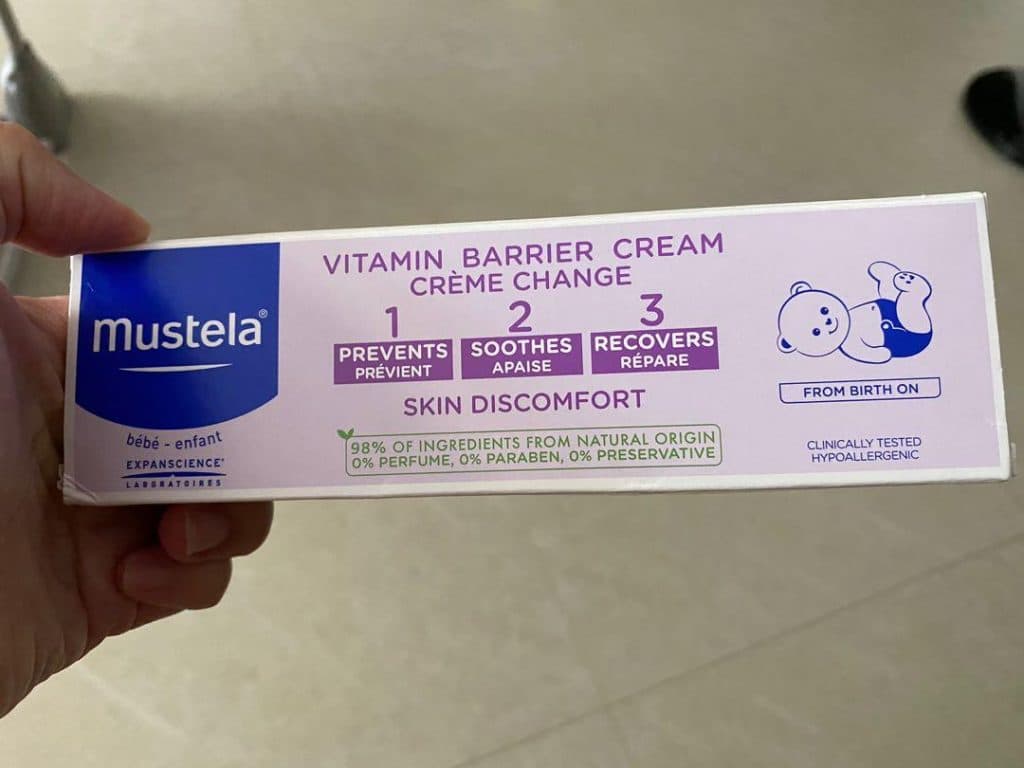 mustela®
bébé - enfant
EXPANSCIENCE®
LABORATOIRES
VITAMIN BARRIER CREAM
CRÈME CHANGE
1 2 3
PREVENTS SOOTHES RECOVERS
PRÉVIENT APAISE RÉPARE
SKIN DISCOMFORT
98% OF INGREDIENTS FROM NATURAL ORIGIN
0% PERFUME, 0% PARABEN, 0% PRESERVATIVE
FROM BIRTH ON
CLINICALLY TESTED
HYPOALLERGENIC